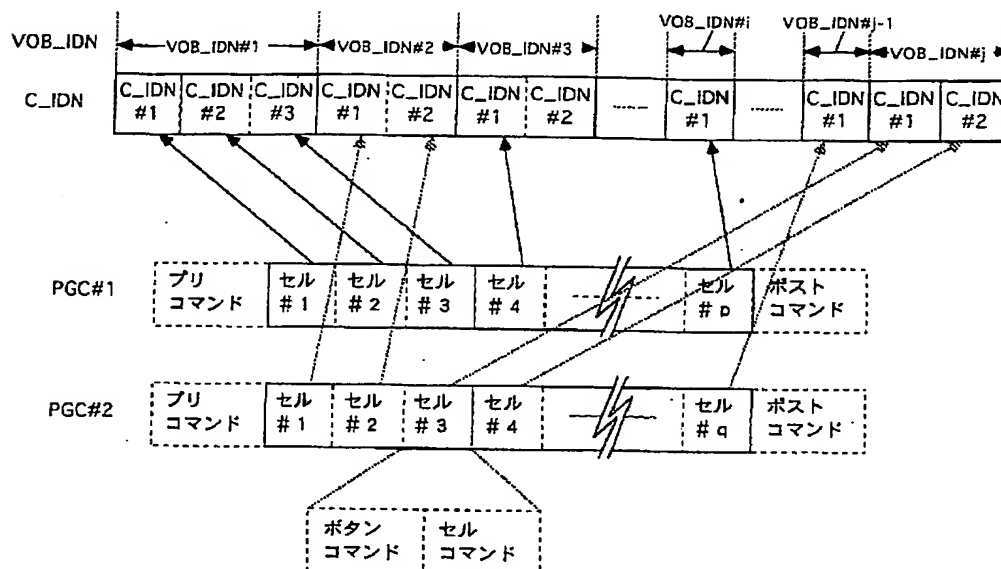 VOB_IDN
VOB_IDN#1
VOB_IDN#2
VOB_IDN#3
VOB_IDN#i
VOB_IDN#j-1
VOB_IDN#j
C_IDN
C_IDN
#1
C_IDN
#2
C_IDN
#3
C_IDN
#1
C_IDN
#2
C_IDN
#1
C_IDN
#2
C_IDN
#1
C_IDN
#1
C_IDN
#1
C_IDN
#2
PGC#1
プリ
コマンド
セル
#1
セル
#2
セル
#3
セル
#4
セル
#p
ポスト
コマンド
PGC#2
プリ
コマンド
セル
#1
セル
#2
セル
#3
セル
#4
セル
#q
ポスト
コマンド
ボタン
コマンド
セル
コマンド